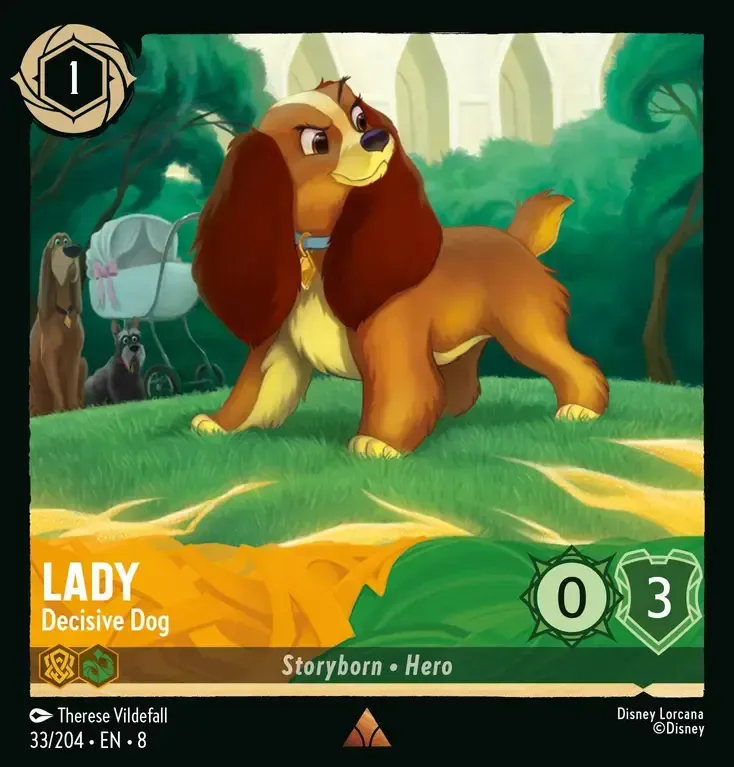 1
LADY
Decisive Dog
0
3
Storyborn • Hero
Therese Vildefall
Disney Lorcana
33/204 • EN • 8
©Disney